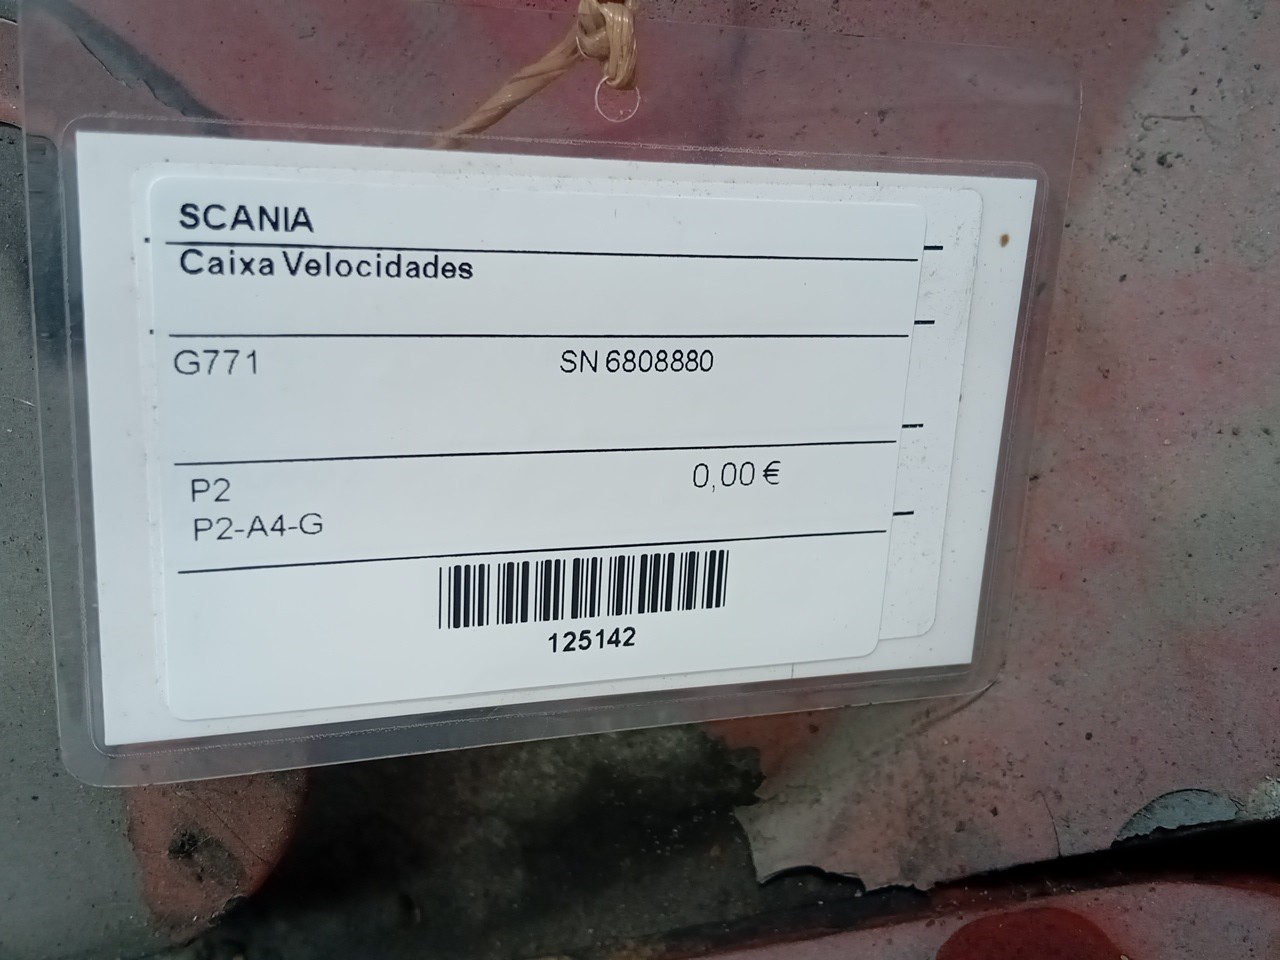 SCANIA
Caixa Velocidades
G771 SN 6808880
P2 0,00 €
P2-A4-G
125142